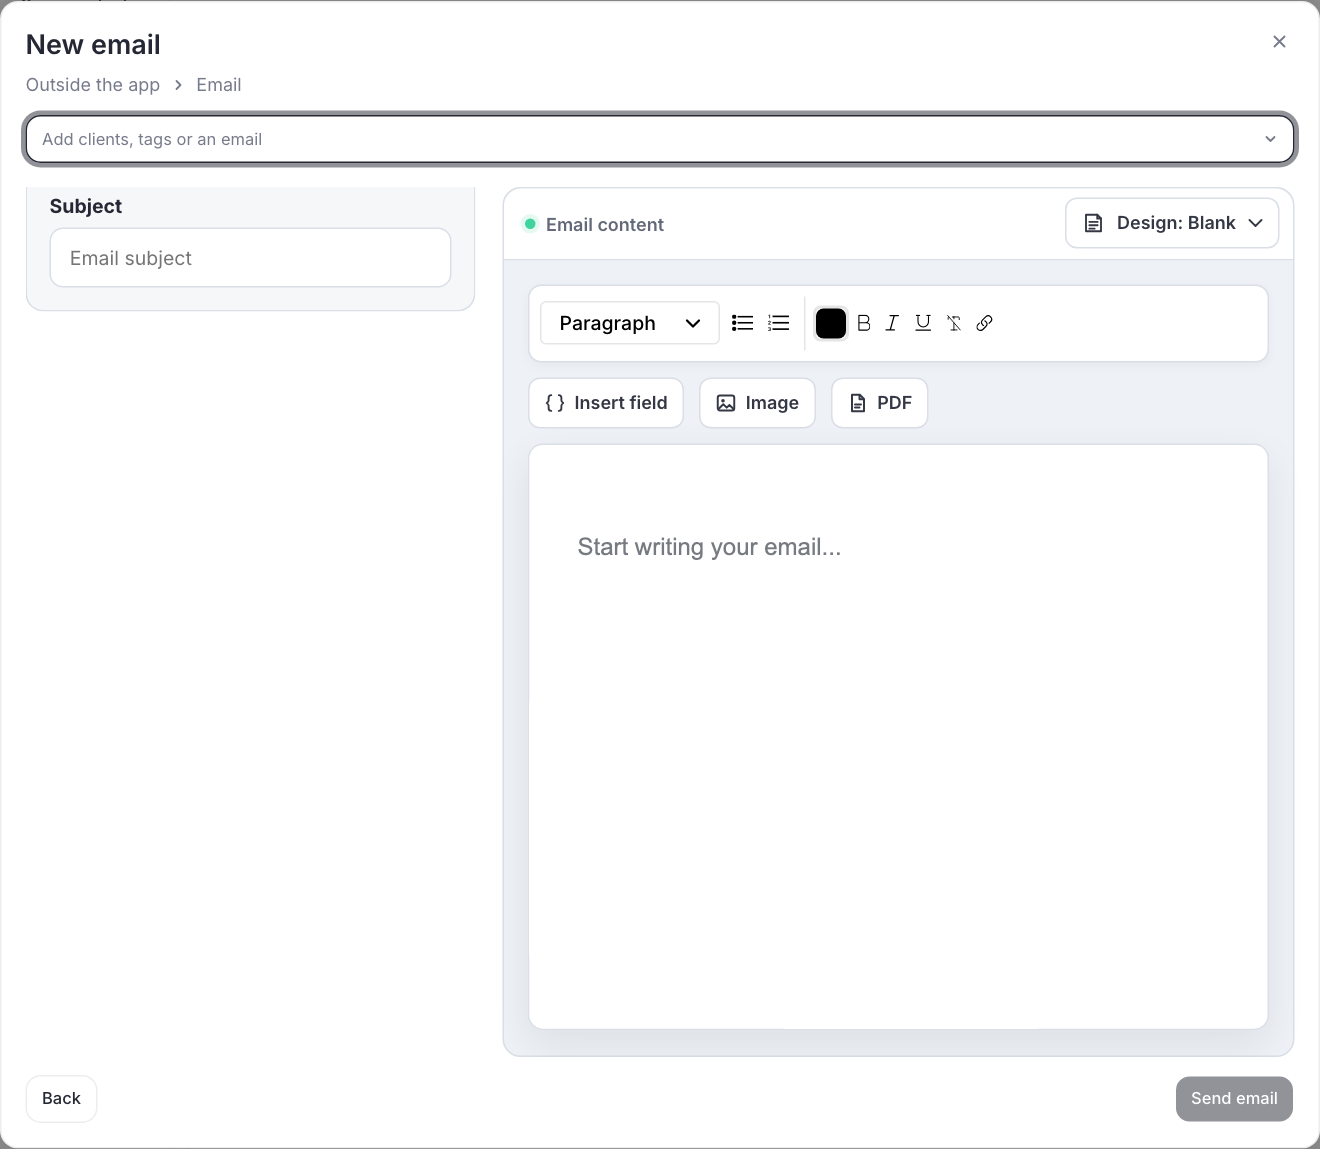 New email
Outside the app > Email
Add clients, tags or an email
Subject
Email subject
Email content
Design: Blank
Paragraph
B I U
{ } Insert field
Image
PDF
Start writing your email...
Back
Send email